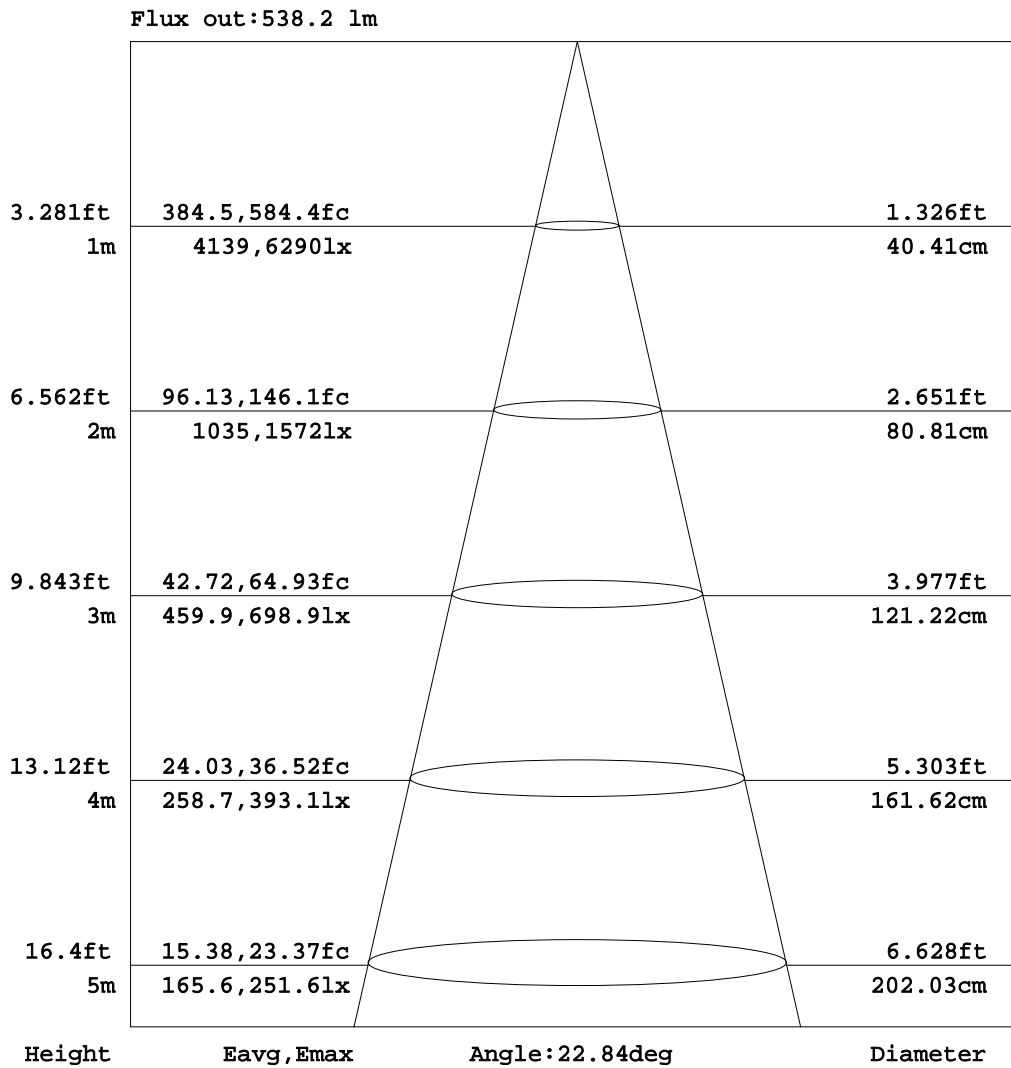 Flux out:538.2 lm
3.281ft 384.5,584.4fc 1.326ft
1m 4139,6290lx 40.41cm
6.562ft 96.13,146.1fc 2.651ft
2m 1035,1572lx 80.81cm
9.843ft 42.72,64.93fc 3.977ft
3m 459.9,698.9lx 121.22cm
13.12ft 24.03,36.52fc 5.303ft
4m 258.7,393.1lx 161.62cm
16.4ft 15.38,23.37fc 6.628ft
5m 165.6,251.6lx 202.03cm
Height Eavg,Emax Angle:22.84deg Diameter